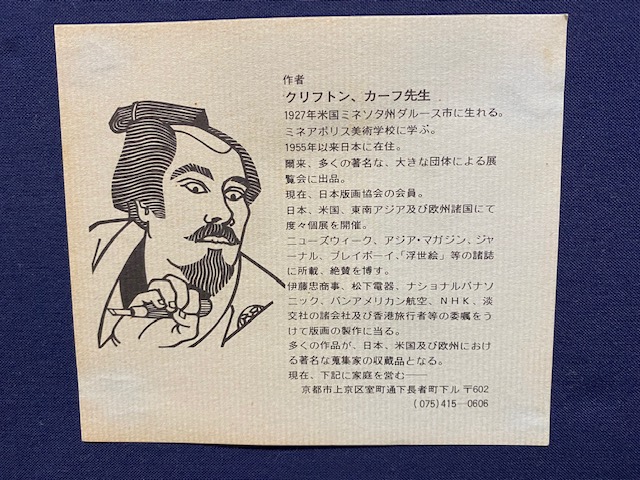 作者
クリフトン、カーフ先生
1927年米国ミネソタ州ダルース市に生れる。
ミネアポリス美術学校に学ぶ。
1955年以来日本に在住。
爾来、多くの著名な、大きな団体による展
覧会に出品。
現在、日本版画協会の会員。
日本、米国、東南アジア及び欧州諸国にて
度々個展を開催。
ニューズウィーク、アジア・マガジン、ジャ
ーナル、プレイボーイ、「浮世絵」等の諸誌
に所載、絶賛を博す。
伊藤忠商事、松下電器、ナショナルパナソ
ニック、パンアメリカン航空、NHK、淡
交社の諸会社及び香港旅行者等の委嘱をう
けて版画の製作に当る。
多くの作品が、日本、米国及び欧州におけ
る著名な蒐集家の収蔵品となる。
現在、下記に家庭を営む——
京都市上京区室町通下長者町下ル 〒602
(075)415—0606